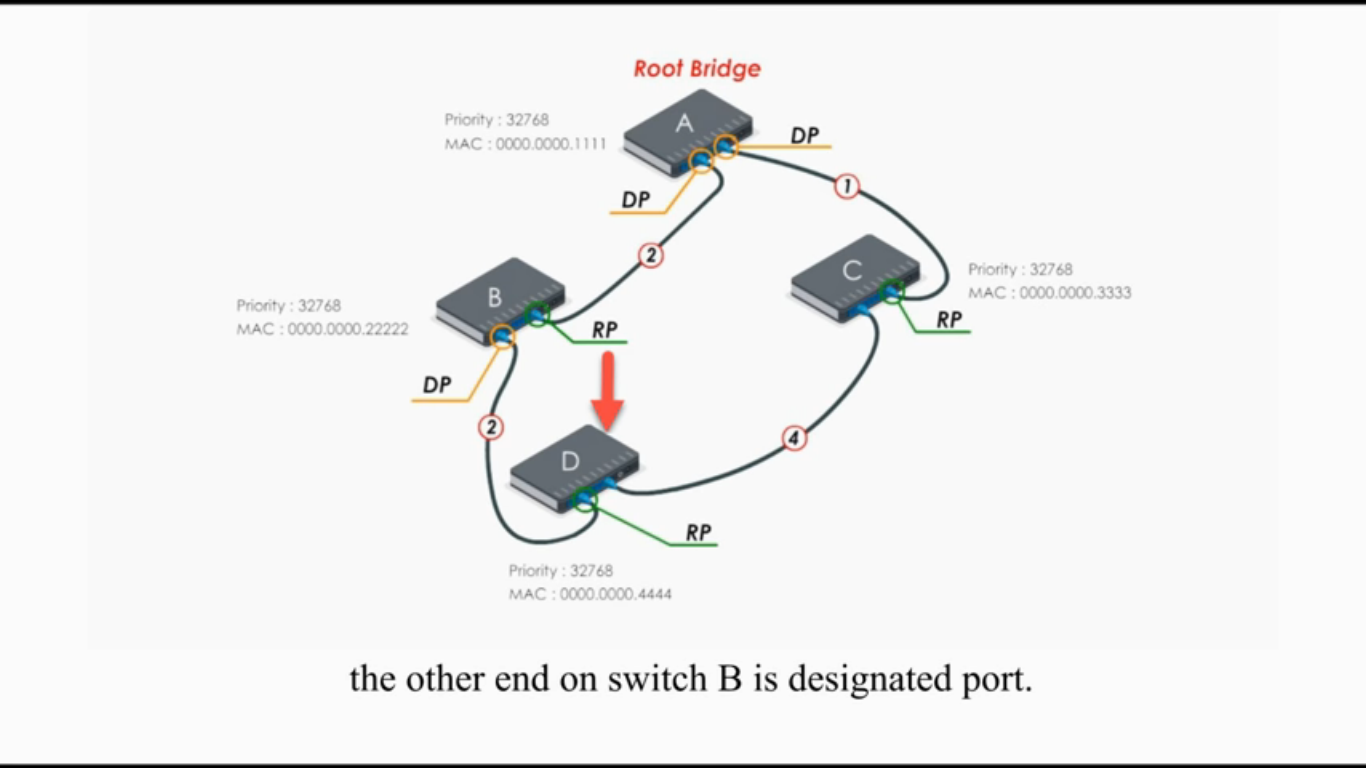 Root Bridge
Priority : 32768
MAC : 0000.0000.1111
A
DP
DP
1
2
C
Priority : 32768
MAC : 0000.0000.3333
RP
B
Priority : 32768
MAC : 0000.0000.22222
RP
DP
2
4
D
RP
Priority : 32768
MAC : 0000.0000.4444
the other end on switch B is designated port.